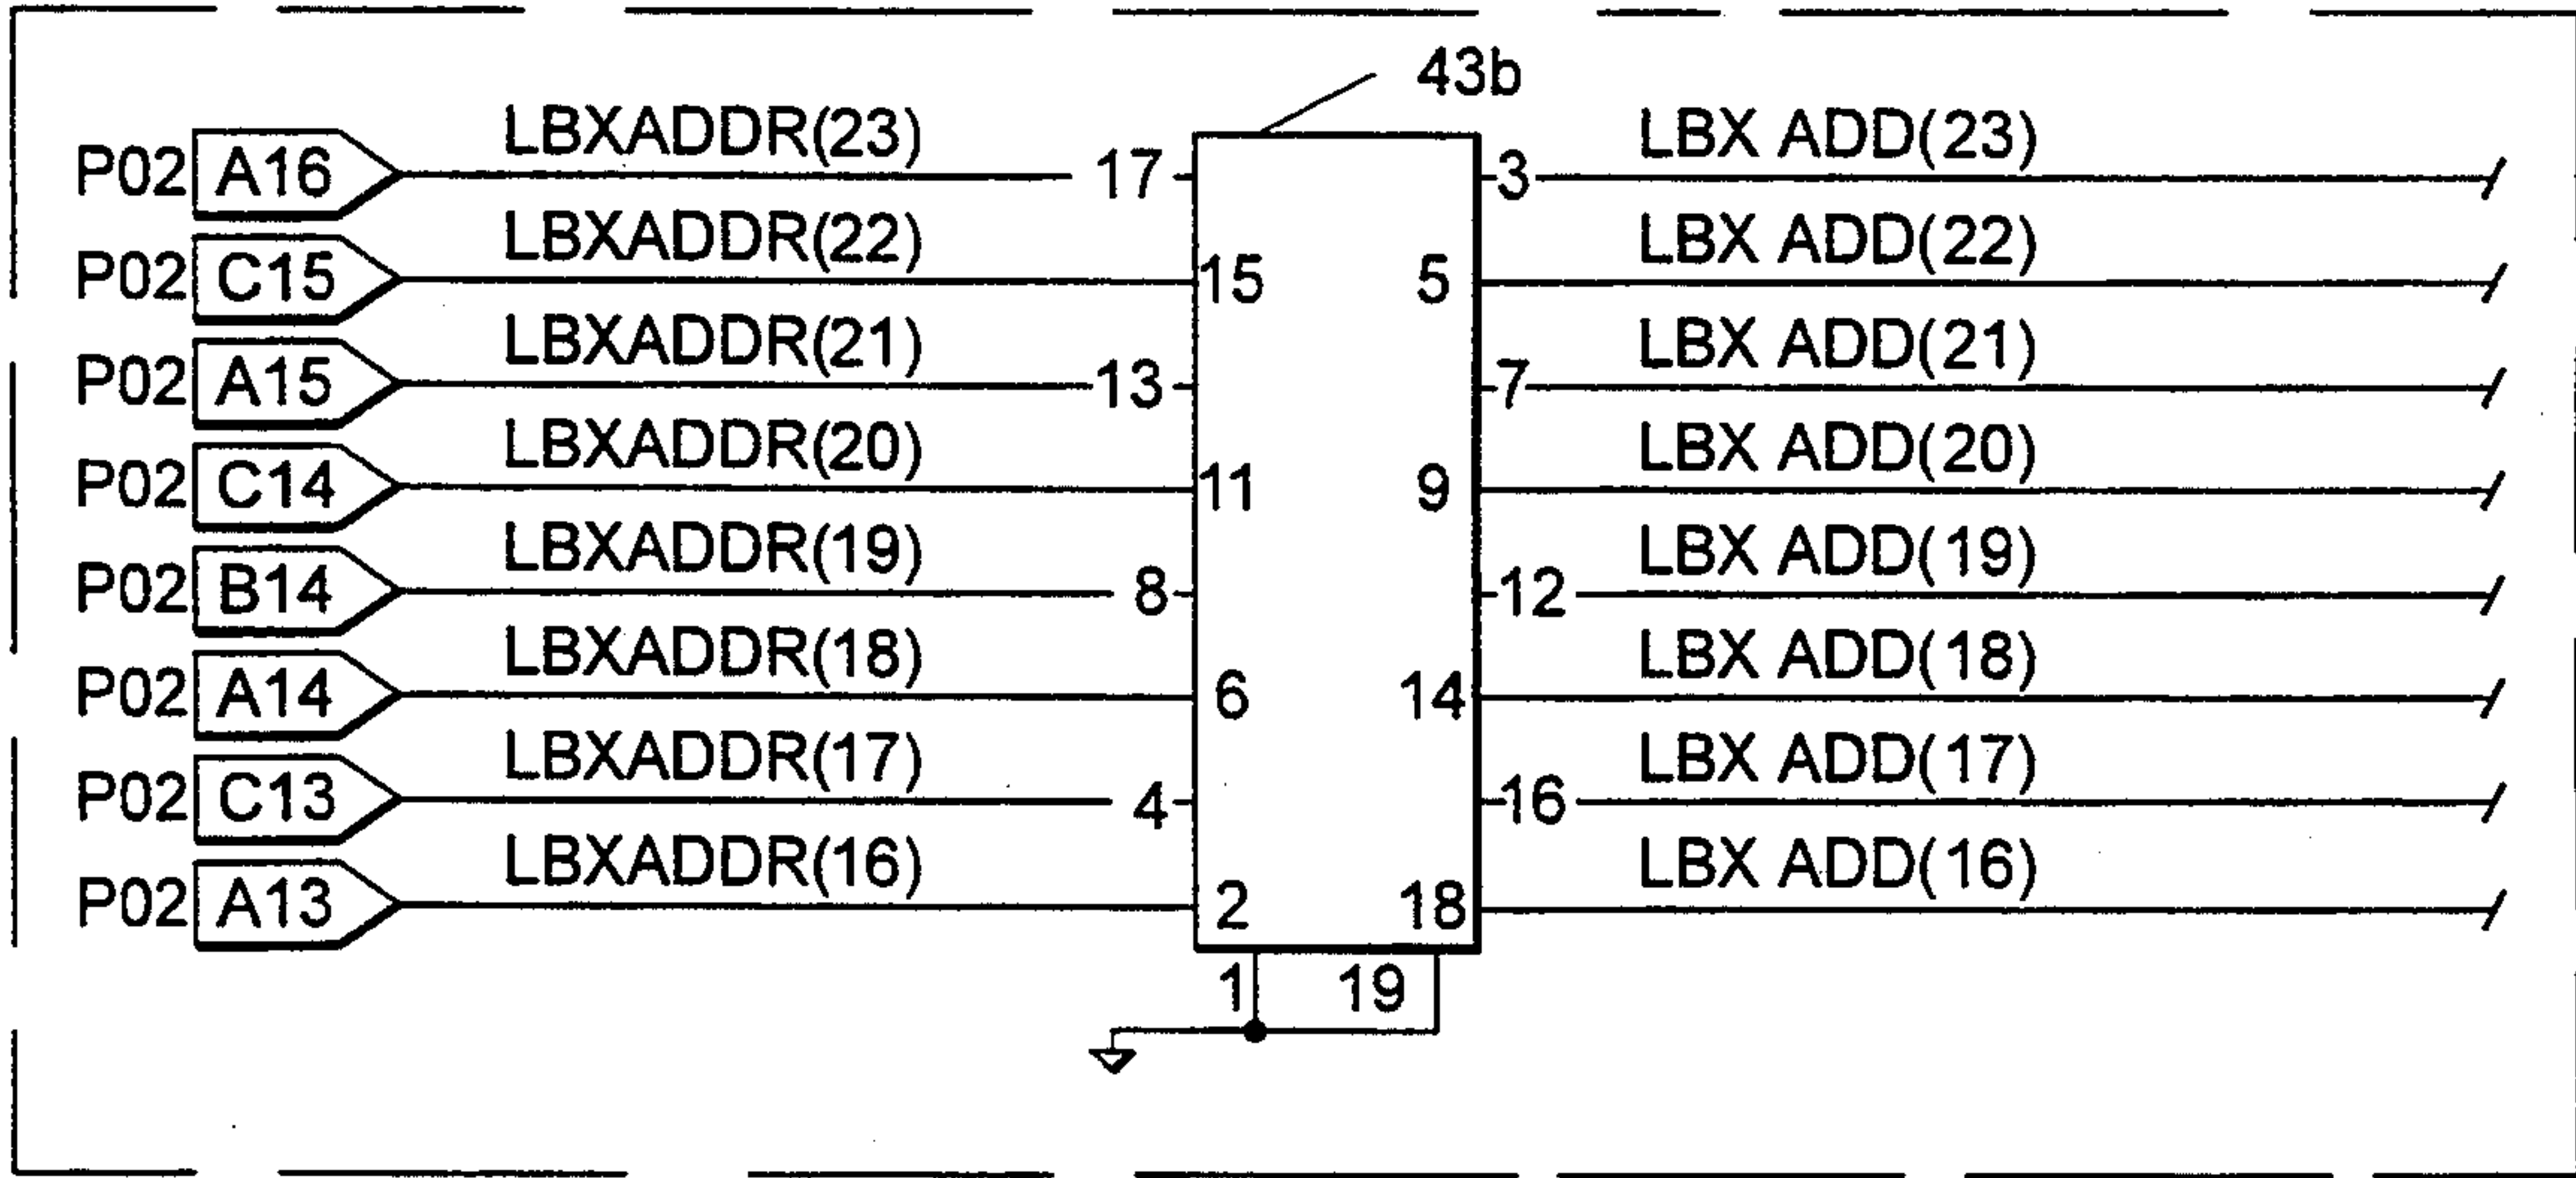 43b
P02 A16 LBXADDR(23) 17 3 LBX ADD(23)
P02 C15 LBXADDR(22) 15 5 LBX ADD(22)
P02 A15 LBXADDR(21) 13 7 LBX ADD(21)
P02 C14 LBXADDR(20) 11 9 LBX ADD(20)
P02 B14 LBXADDR(19) 8 12 LBX ADD(19)
P02 A14 LBXADDR(18) 6 14 LBX ADD(18)
P02 C13 LBXADDR(17) 4 16 LBX ADD(17)
P02 A13 LBXADDR(16) 2 18 LBX ADD(16)
1 19